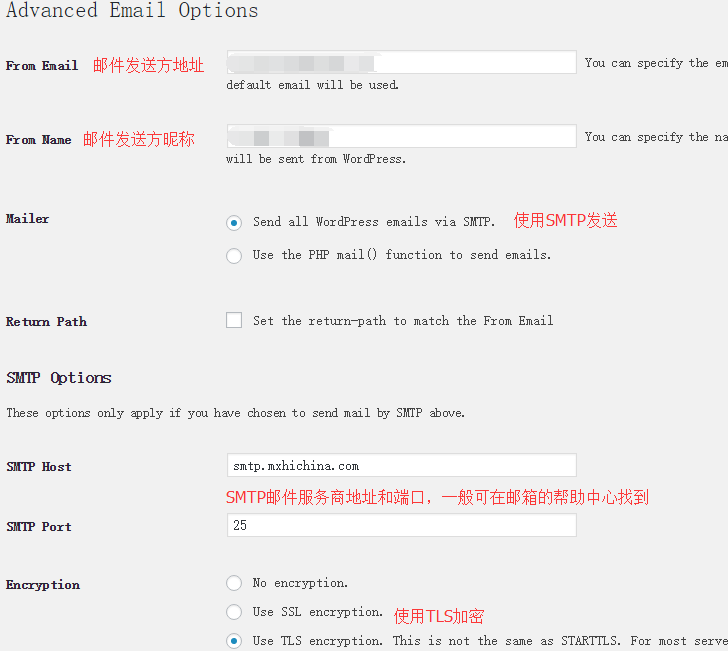 Advanced Email Options
From Email 邮件发送方地址 You can specify the em
default email will be used.
From Name 邮件发送方昵称 You can specify the na
will be sent from WordPress.
Mailer Send all WordPress emails via SMTP. 使用SMTP发送
Use the PHP mail() function to send emails.
Return Path Set the return-path to match the From Email
SMTP Options
These options only apply if you have chosen to send mail by SMTP above.
SMTP Host smtp.mxhichina.com
SMTP邮件服务商地址和端口，一般可在邮箱的帮助中心找到
SMTP Port 25
Encryption No encryption.
Use SSL encryption. 使用TLS加密
Use TLS encryption. This is not the same as STARTTLS. For most serve